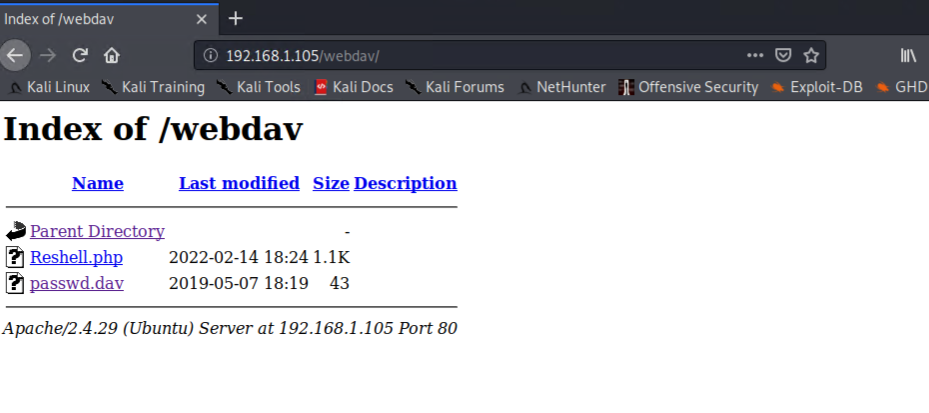 Index of /webdav
192.168.1.105/webdav/
Kali Linux Kali Training Kali Tools Kali Docs Kali Forums NetHunter Offensive Security Exploit-DB GHD
Index of /webdav
Name Last modified Size Description
Parent Directory -
Reshell.php 2022-02-14 18:24 1.1K
passwd.dav 2019-05-07 18:19 43
Apache/2.4.29 (Ubuntu) Server at 192.168.1.105 Port 80